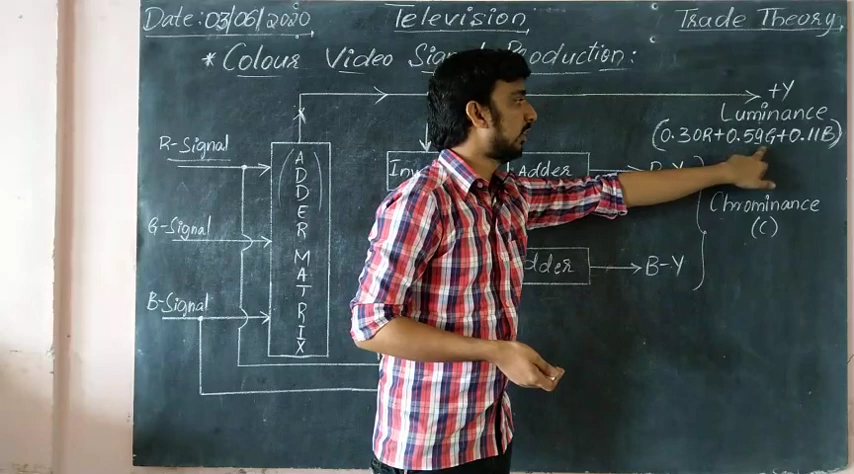 Date: 03/06/2020 Television Trade Theory
* Colour Video Production:
+Y
Luminance
(0.30R+0.59G+0.11B)
R-Signal
G-Signal
B-Signal
(ADDER MATRIX
Adder
Chrominance
(C)
B-Y